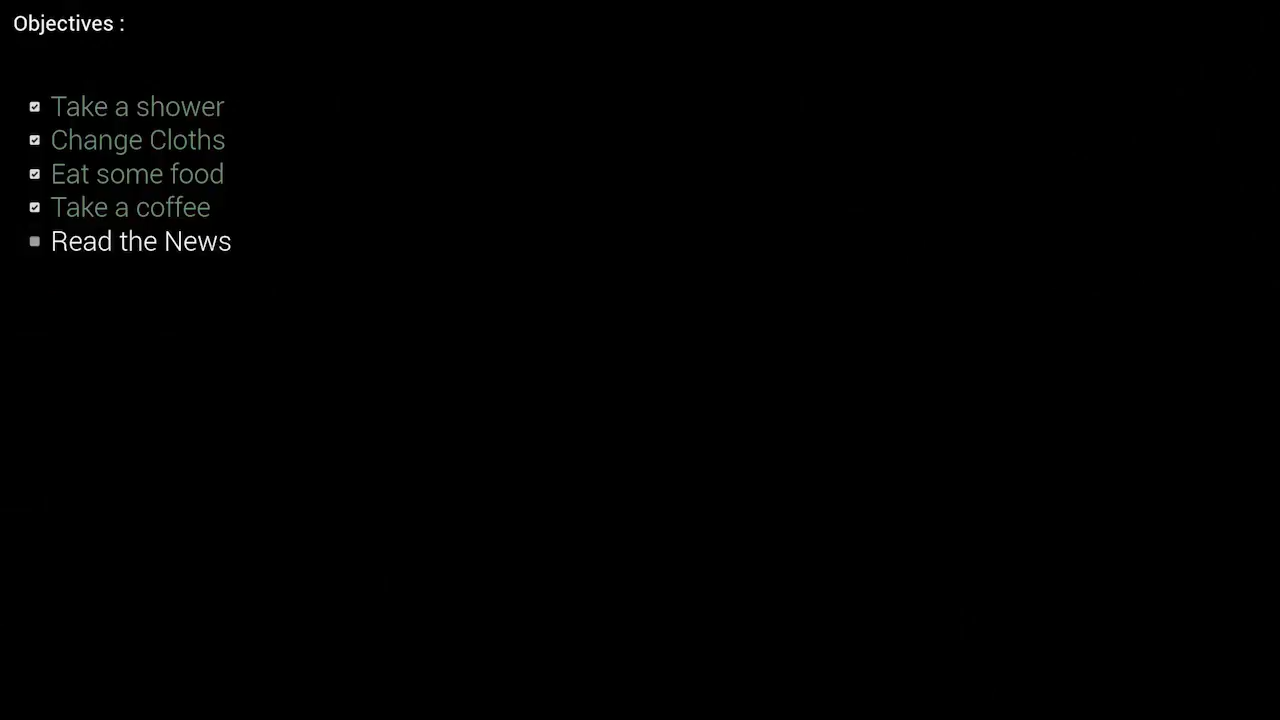 Objectives :
Take a shower
Change Cloths
Eat some food
Take a coffee
Read the News